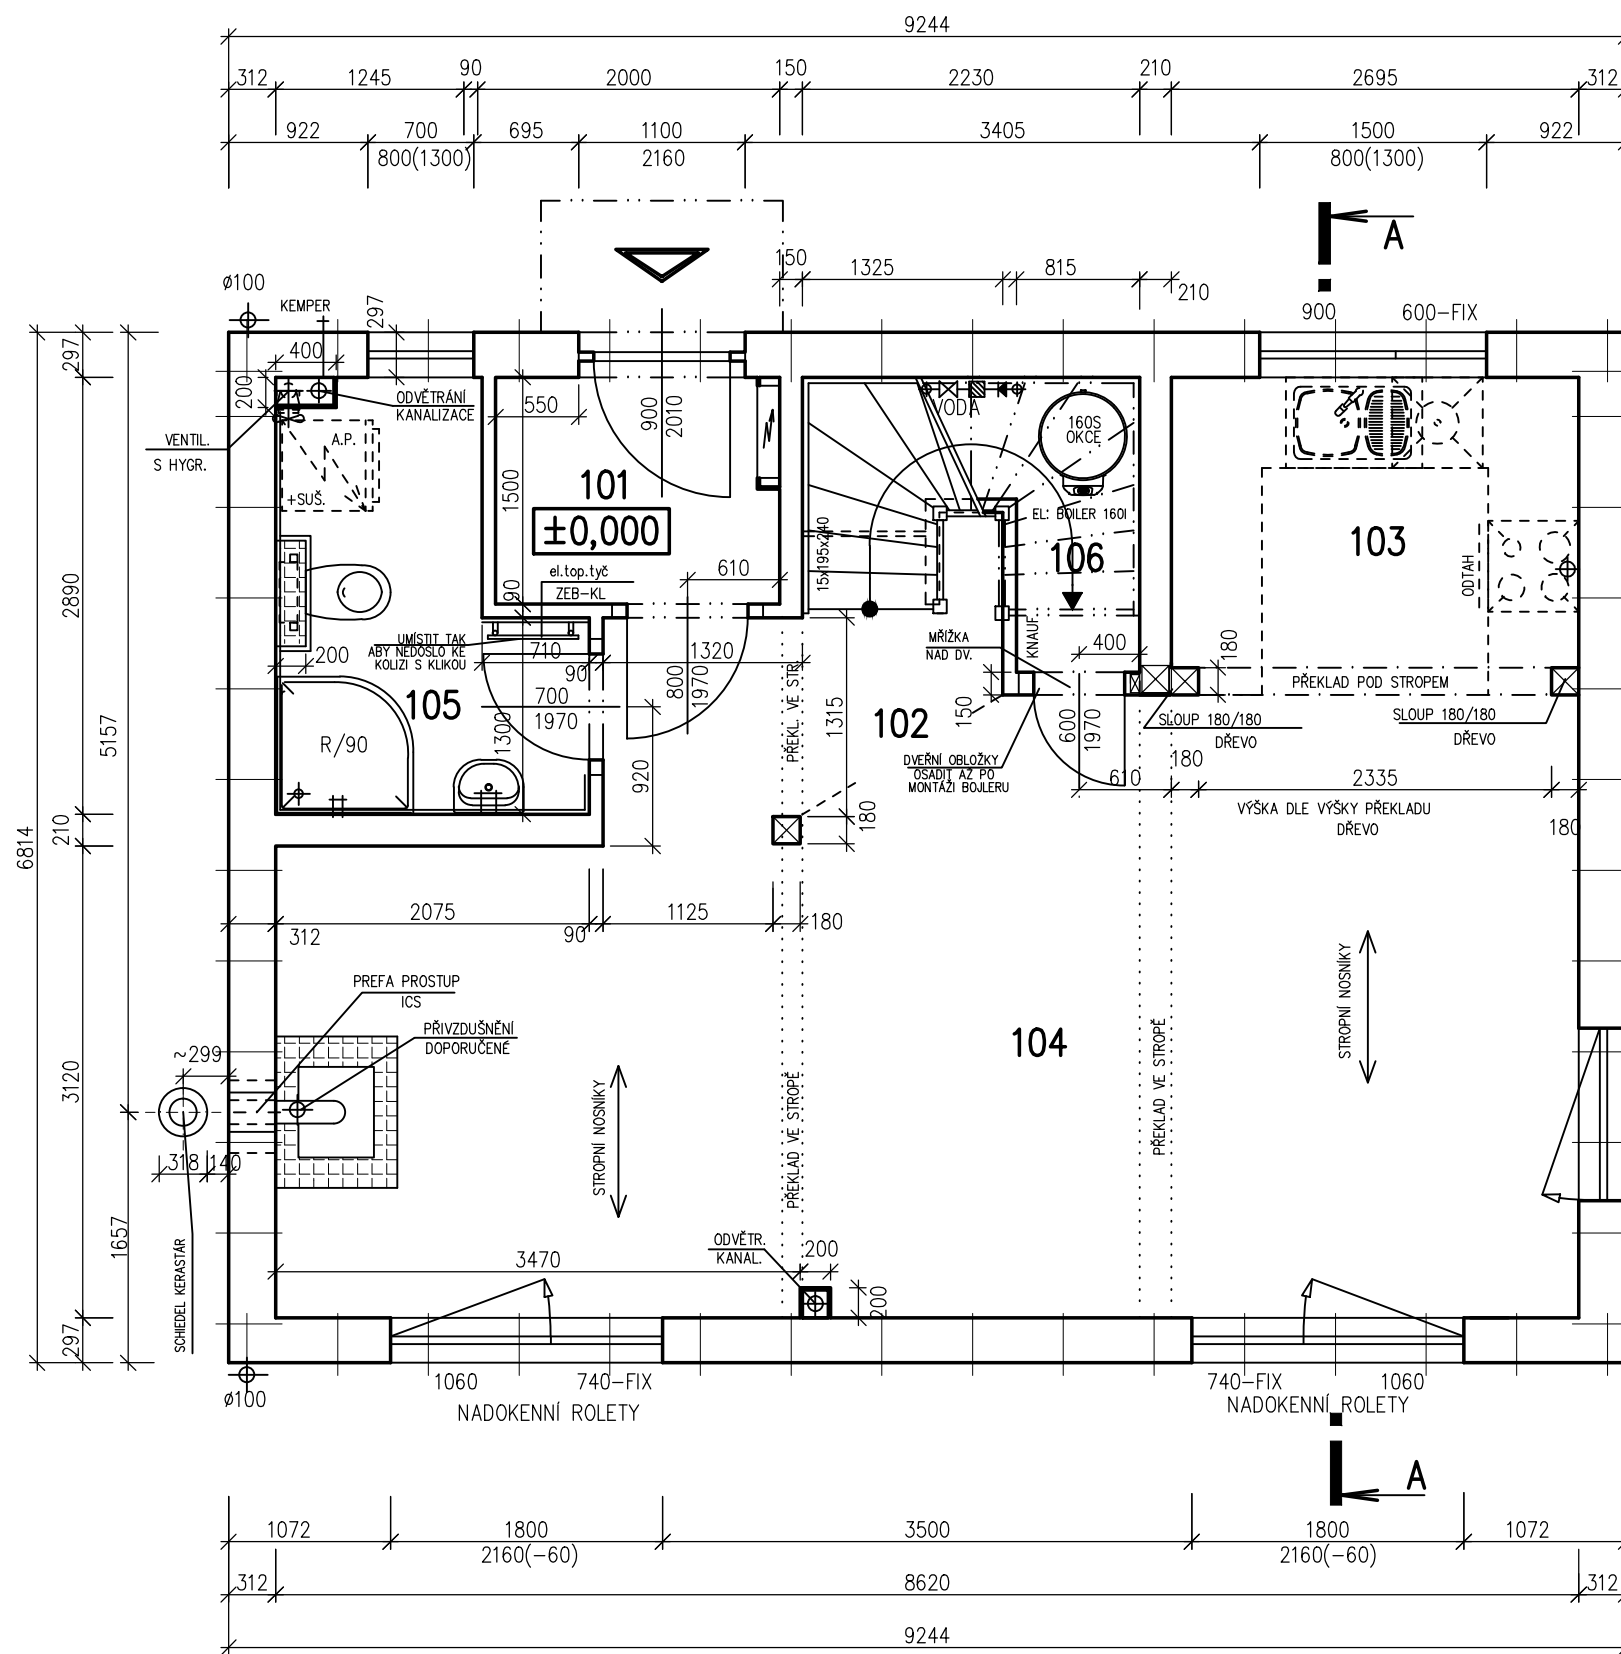 9244
312 1245 90 2000 150 2230 210 2695 312
922 700 695 1100 3405 1500 922
800(1300) 2160 800(1300)
A
150 1325 815 210
ø100
KEMPER
297
900 600-FIX
400
200
ODVĚTRÁNÍ
KANALIZACE
550
900
2010
VODA
160S
OKCE
VENTIL.
S HYGR.
A.P.
+SUŠ.
1500
101
±0,000
EL: BOILER 160l
15x195x240
106
103
ODTAH
el.top.tyč
ZEB-KL
90
610
UMÍSTIT TAK
ABY NEDOŠLO KE
KOLIZI S KLIKOU
710
90
1320
200
MŘÍŽKA
NAD DV.
KNAUF
400
180
PŘEKLAD POD STROPEM
105
700
1970
800
1970
PŘEKL. VE STR.
1315
102
150
600
1970
SLOUP 180/180
DŘEVO
SLOUP 180/180
DŘEVO
R/90
1300
920
DVEŘNÍ OBLOŽKY
OSADIT AŽ PO
MONTÁŽI BOJLERU
610
180
2335
VÝŠKA DLE VÝŠKY PŘEKLADU
DŘEVO
180
180
297
2890
210
3120
297
6814
5157
1657
2075 1125 180
312 90
PREFA PROSTUP
ICS
PŘIVZDUŠNĚNÍ
DOPORUČENÉ
~299
318 140
SCHIEDEL KERASTÁR
STROPNÍ NOSNÍKY
PŘEKLAD VE STROPĚ
104
PŘEKLAD VE STROPĚ
STROPNÍ NOSNÍKY
3470
ODVĚTR.
KANAL.
200
200
ø100
1060 740-FIX
NADOKENNÍ ROLETY
740-FIX 1060
NADOKENNÍ ROLETY
A
1072 1800 3500 1800 1072
2160(-60) 2160(-60)
312 8620 312
9244